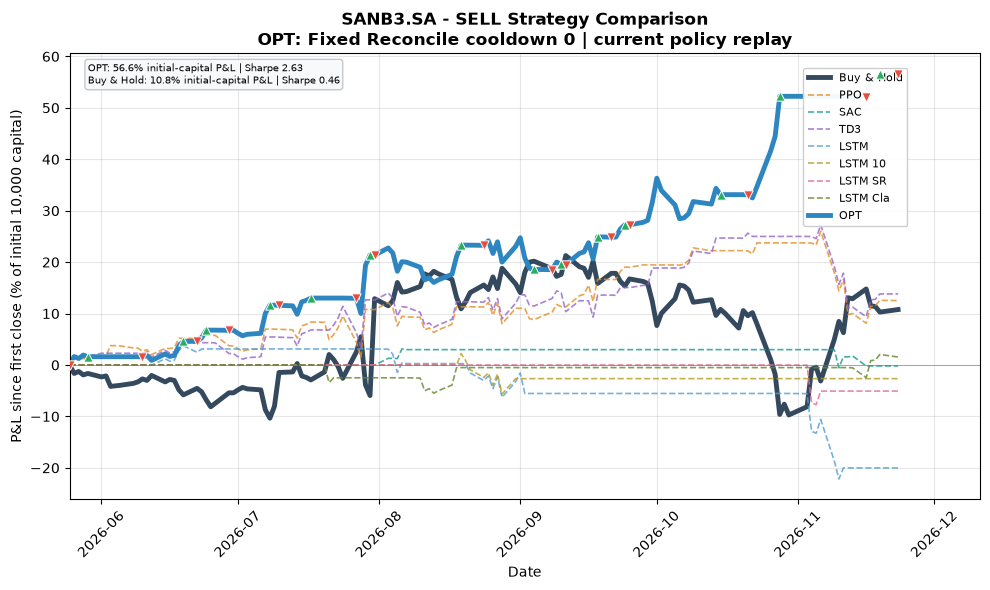 SANB3.SA - SELL Strategy Comparison
OPT: Fixed Reconcile cooldown 0 | current policy replay
OPT: 56.6% initial-capital P&L | Sharpe 2.63
Buy & Hold: 10.8% initial-capital P&L | Sharpe 0.46
Buy & Hold
PPO
SAC
TD3
LSTM
LSTM 10
LSTM SR
LSTM Cla
OPT
P&L since first close (% of initial 10,000 capital)
60
50
40
30
20
10
0
−10
−20
2026-06
2026-07
2026-08
2026-09
2026-10
2026-11
2026-12
Date